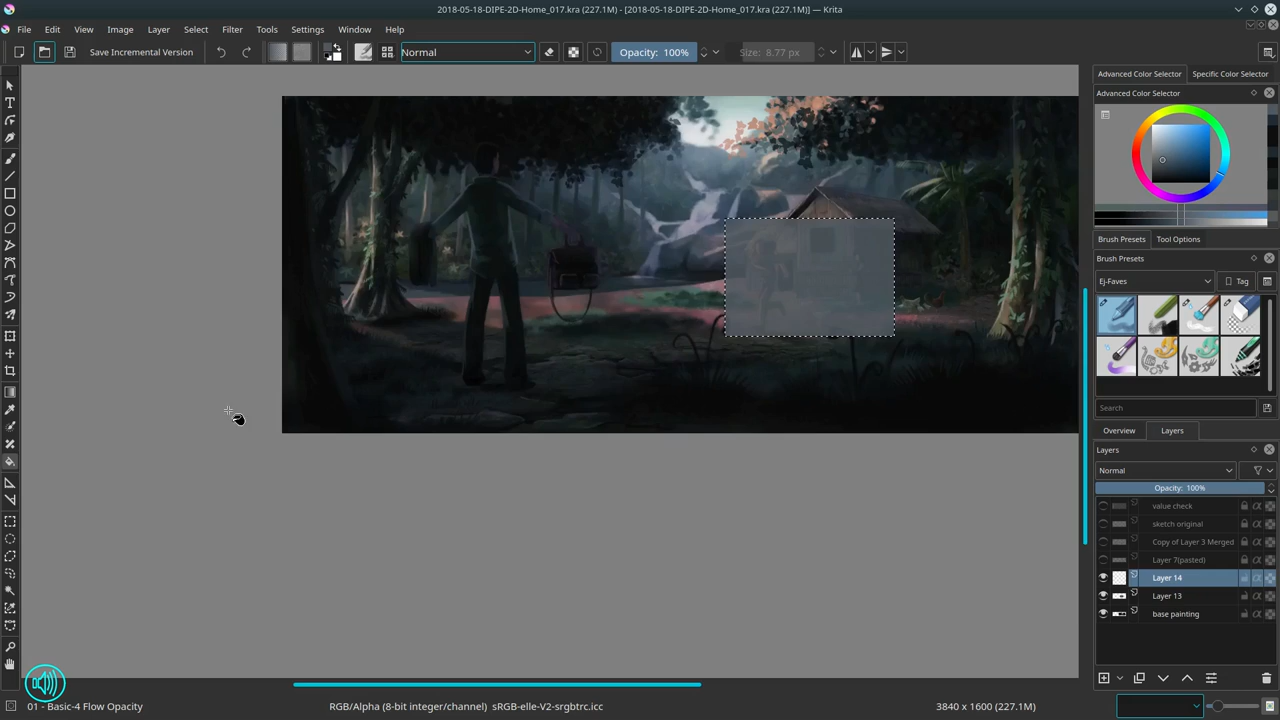 2018-05-18-DIPE-2D-Home_017.kra (227.1M) - [2018-05-18-DIPE-2D-Home_017.kra (227.1M)] — Krita
File Edit View Image Layer Select Filter Tools Settings Window Help
Save Incremental Version Normal Opacity: 100% Size: 8.77 px
Advanced Color Selector Specific Color Selector
Advanced Color Selector
Brush Presets Tool Options
Brush Presets
Ej-Faves Tag
Search
Overview Layers
Layers
Normal
Opacity: 100%
value check
sketch original
Copy of Layer 3 Merged
Layer 7(pasted)
Layer 14
Layer 13
base painting
01 - Basic-4 Flow Opacity RGB/Alpha (8-bit integer/channel) sRGB-elle-V2-srgbtrc.icc 3840 x 1600 (227.1M)